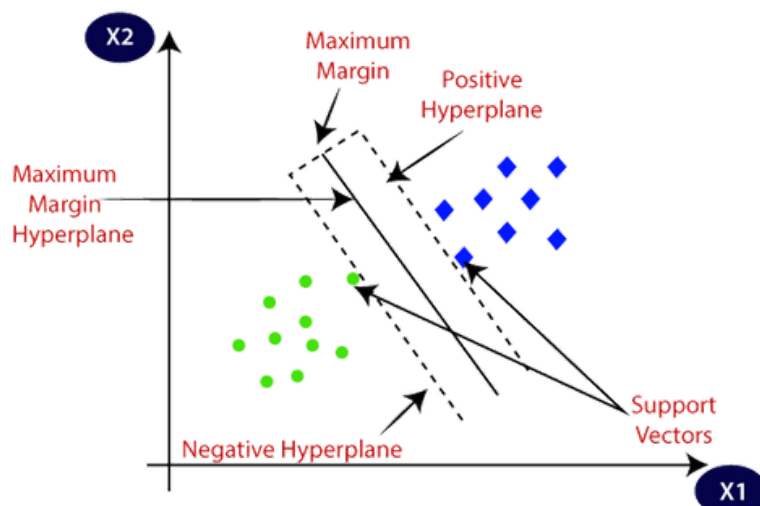 X2
Maximum
Margin
Positive
Hyperplane
Maximum
Margin
Hyperplane
Support
Vectors
Negative Hyperplane
X1